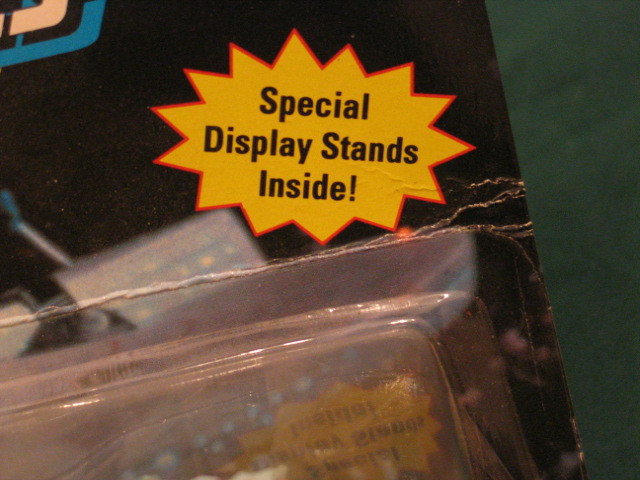 Special
Display Stands
Inside!